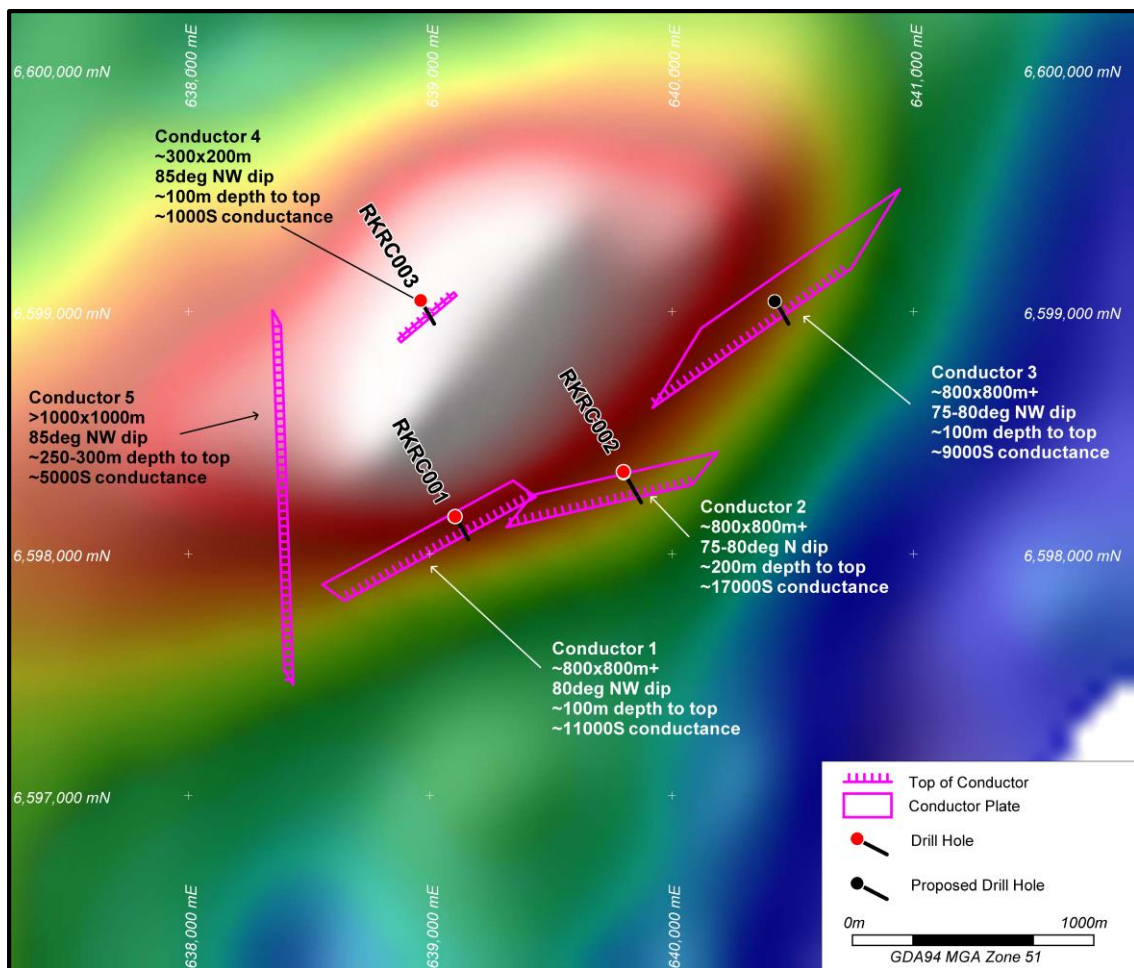 638,000 mE
639,000 mE
640,000 mE
641,000 mE
6,600,000 mN
6,600,000 mN
Conductor 4
~300x200m
85deg NW dip
~100m depth to top
~1000S conductance
RKRC003
6,599,000 mN
6,599,000 mN
Conductor 3
~800x800m+
75-80deg NW dip
~100m depth to top
~9000S conductance
Conductor 5
>1000x1000m
85deg NW dip
~250-300m depth to top
~5000S conductance
RKRC002
RKRC001
Conductor 2
~800x800m+
75-80deg N dip
~200m depth to top
~17000S conductance
6,598,000 mN
6,598,000 mN
Conductor 1
~800x800m+
80deg NW dip
~100m depth to top
~11000S conductance
6,597,000 mN
638,000 mE
639,000 mE
640,000 mE
Top of Conductor
Conductor Plate
Drill Hole
Proposed Drill Hole
0m 1000m
GDA94 MGA Zone 51